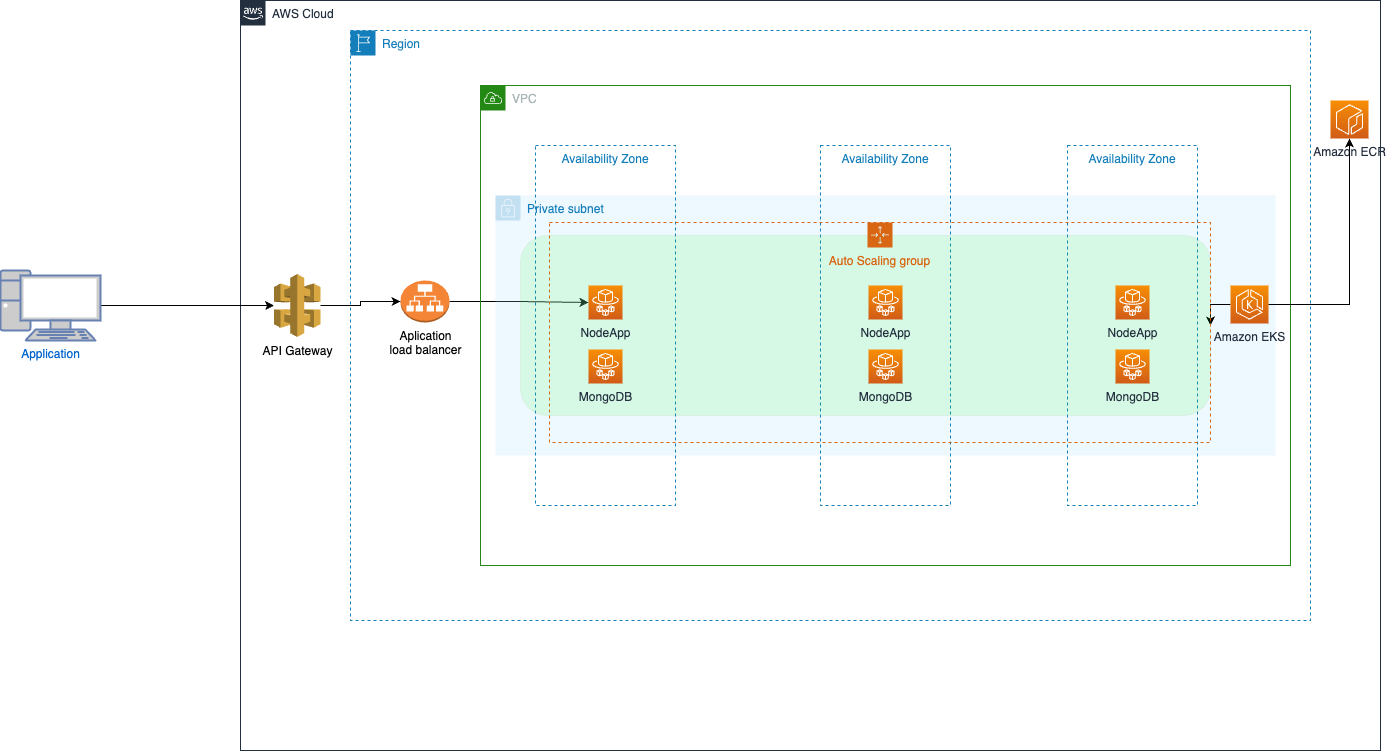 aws
AWS Cloud
Region
VPC
Availability Zone
Availability Zone
Availability Zone
Amazon ECR
Private subnet
Auto Scaling group
Application
API Gateway
Aplication
load balancer
NodeApp
NodeApp
NodeApp
Amazon EKS
MongoDB
MongoDB
MongoDB